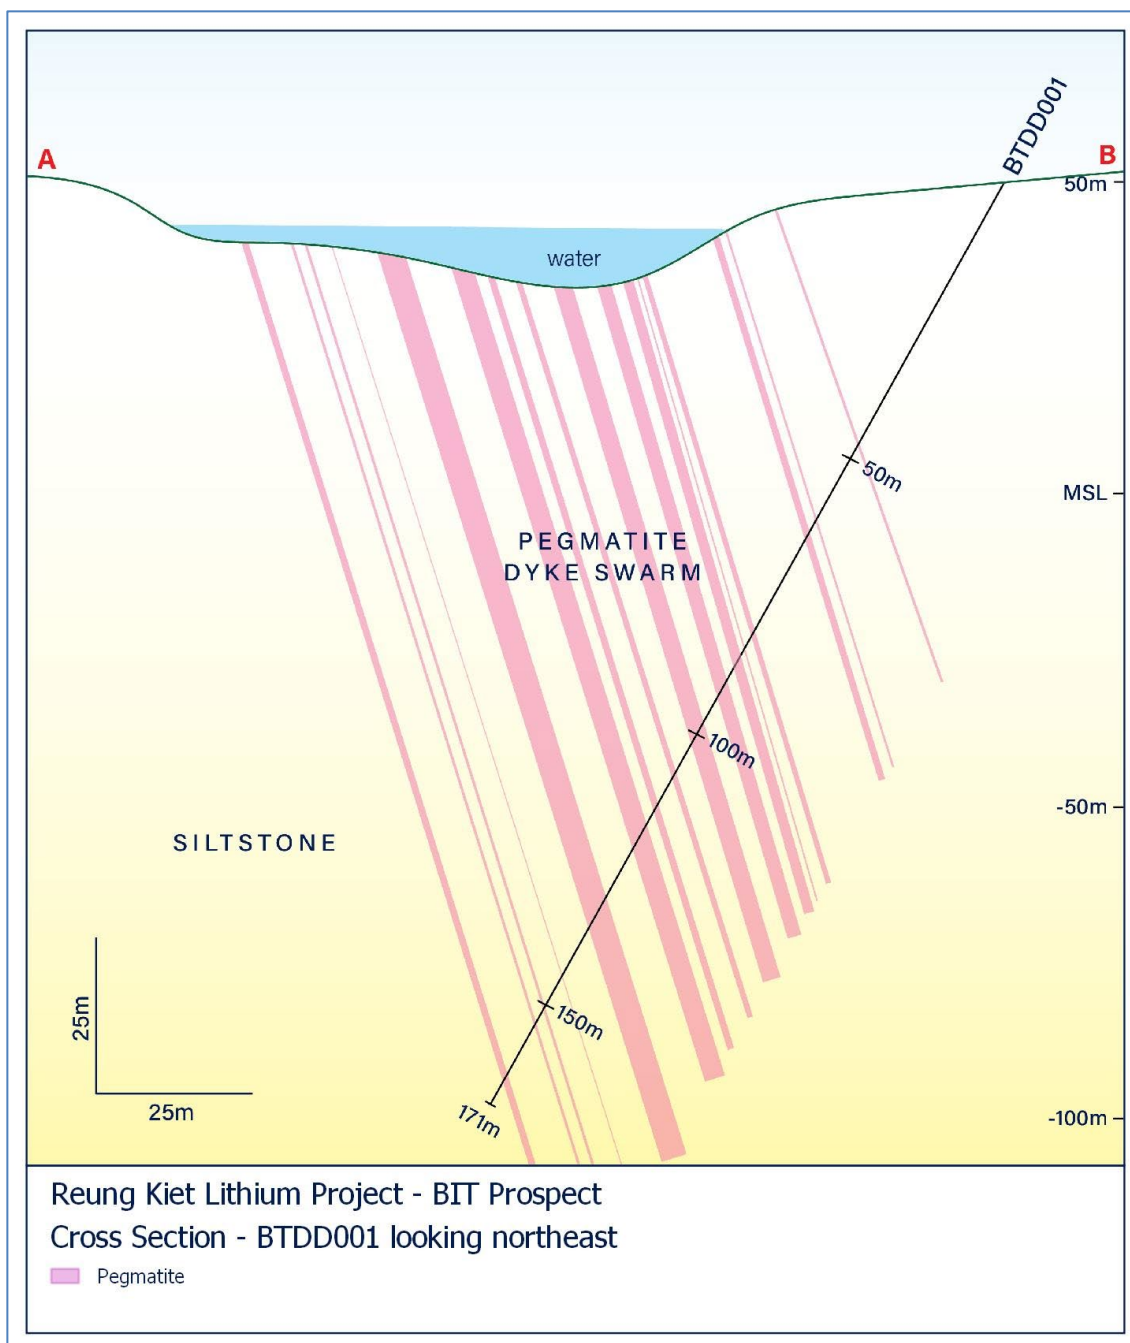 BTDD001
A
B
50m
water
50m
MSL
PEGMATITE
DYKE SWARM
100m
-50m
SILTSTONE
25m
150m
25m
171m
-100m
Reung Kiet Lithium Project - BIT Prospect
Cross Section - BTDD001 looking northeast
Pegmatite